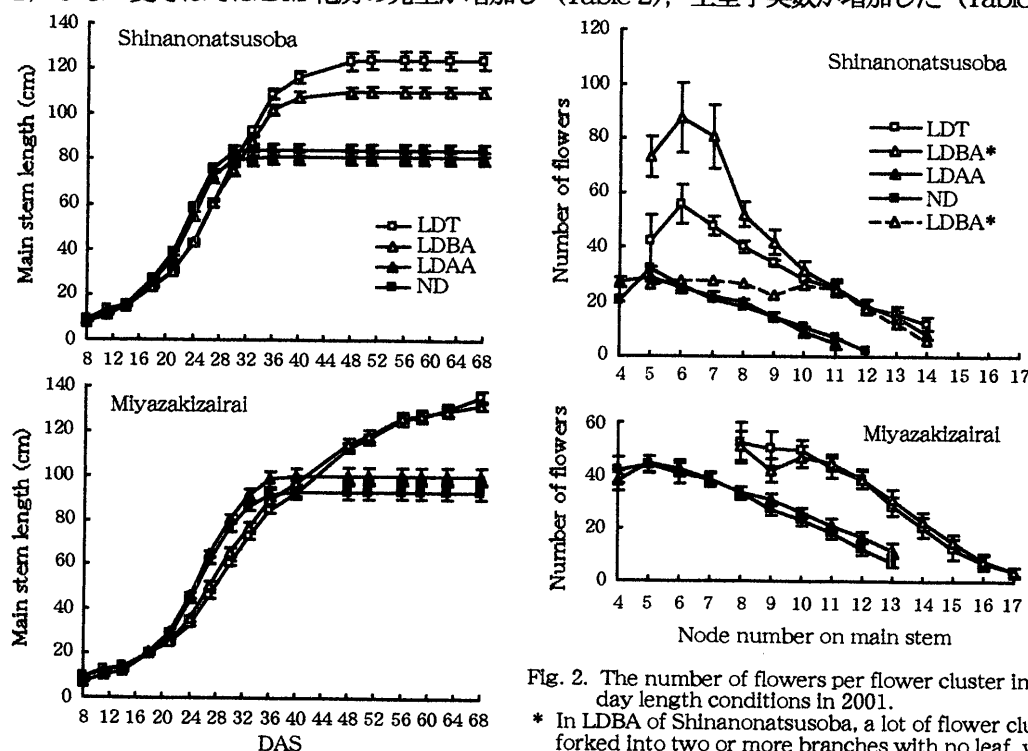 (Table 2),
(Table
140
120
100
80
60
40
20
0
Main stem length (cm)
Shinanonatsusoba
LDT
LDBA
LDAA
ND
8 12 16 20 24 28 32 36 40 44 48 52 56 60 64 68
140
120
100
80
60
40
20
0
Main stem length (cm)
Miyazakizairai
8 12 16 20 24 28 32 36 40 44 48 52 56 60 64 68
DAS
120
100
80
60
40
20
0
Number of flowers
Shinanonatsusoba
LDT
LDBA*
LDAA
ND
LDBA*
4 5 6 7 8 9 10 11 12 13 14 15 16 17
60
40
20
0
Number of flowers
Miyazakizairai
4 5 6 7 8 9 10 11 12 13 14 15 16 17
Node number on main stem
Fig. 2. The number of flowers per flower cluster in
day length conditions in 2001.
* In LDBA of Shinanonatsusoba, a lot of flower clu
forked into two or more branches with no leaf